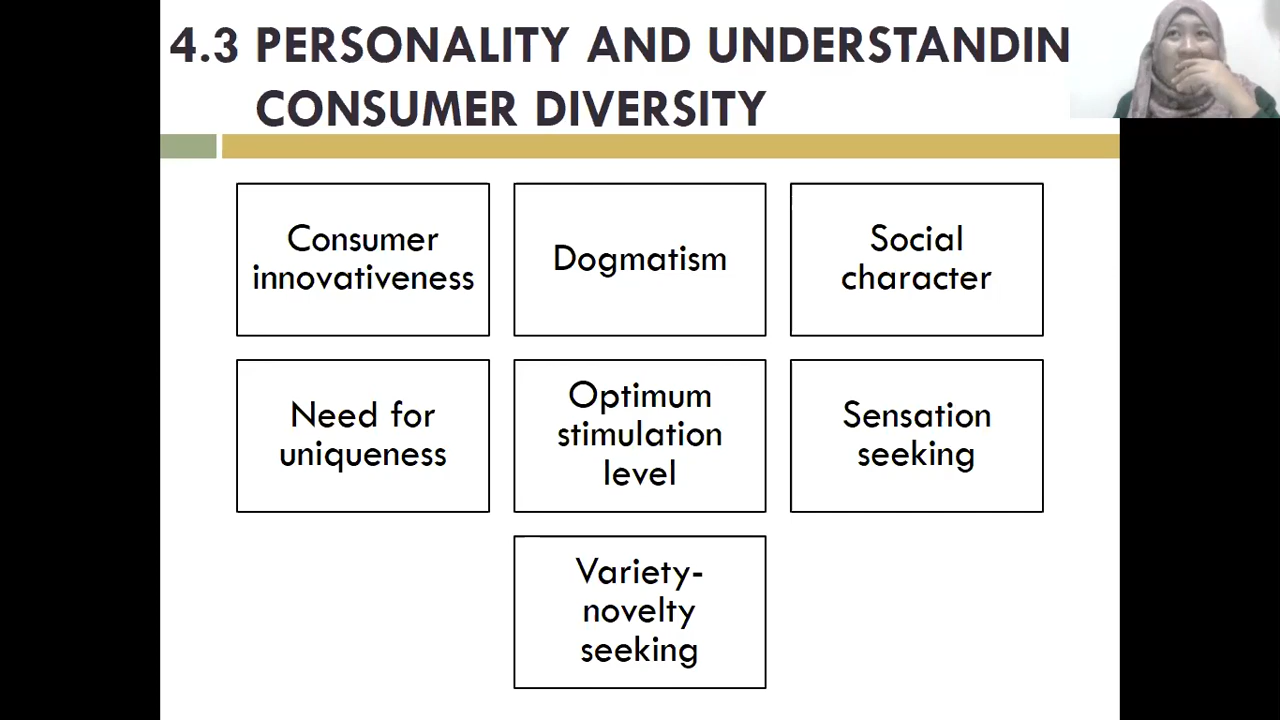 4.3 PERSONALITY AND UNDERSTANDIN
CONSUMER DIVERSITY
Consumer
innovativeness
Dogmatism
Social
character
Need for
uniqueness
Optimum
stimulation
level
Sensation
seeking
Variety-
novelty
seeking